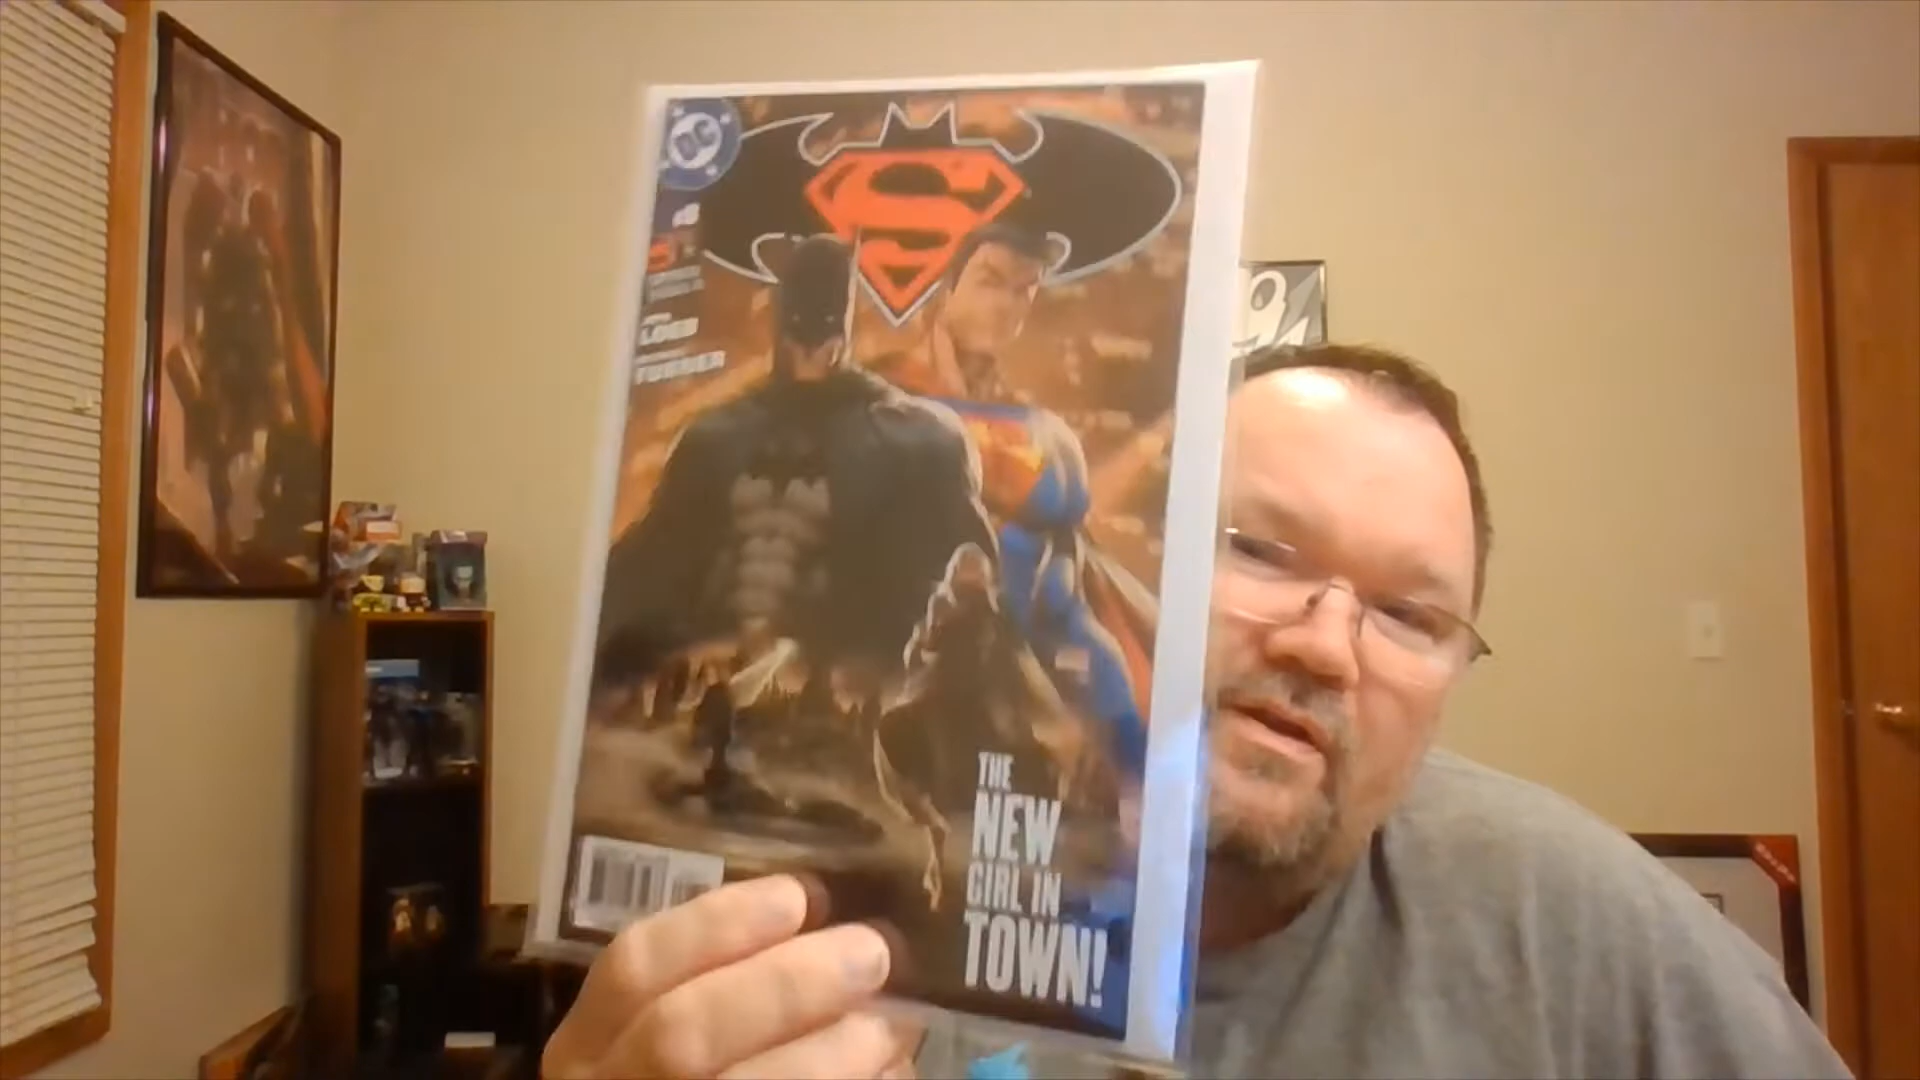 DC
#8
LOEB
TURNER
THE
NEW
GIRL IN
TOWN!